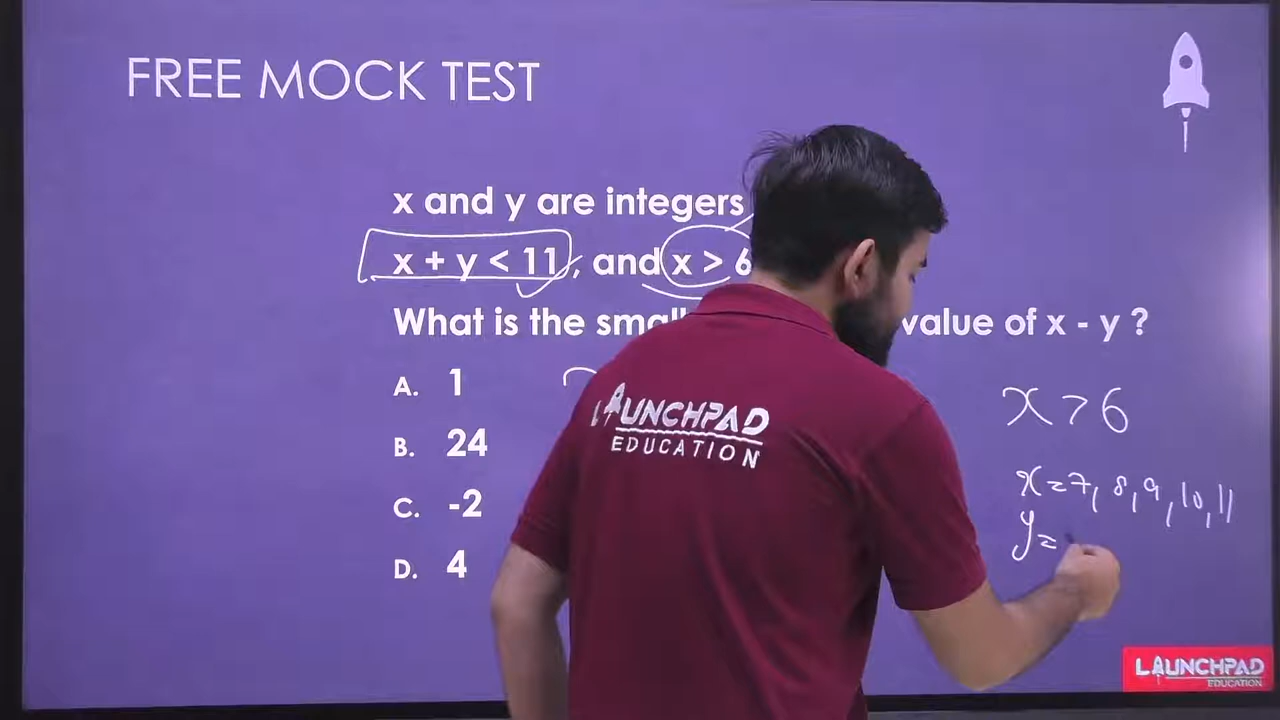 FREE MOCK TEST
x and y are integers
x + y < 11, and x > 6
What is the value of x - y ?
A. 1
B. 24
C. -2
D. 4
x > 6
x = 7, 8, 9, 10, 11
y =
LAUNCHPAD
EDUCATION
LAUNCHPAD
EDUCATION